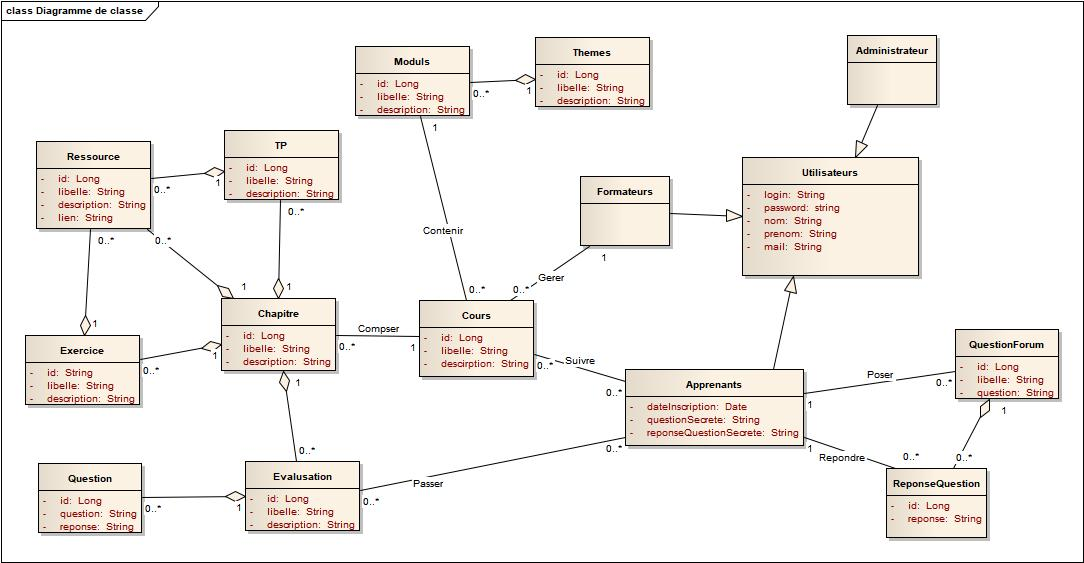 class Diagramme de classe
Moduls
- id: Long
- libelle: String
- description: String
0..*
1
1
Themes
- id: Long
- libelle: String
- description: String
Administrateur
Ressource
- id: Long
- libelle: String
- description: String
- lien: String
0..*
1
0..*
0..*
TP
- id: Long
- libelle: String
- description: String
0..*
Formateurs
1
Gerer
0..*
Utilisateurs
- login: String
- password: string
- nom: String
- prenom: String
- mail: String
Contenir
0..*
1
1
Chapitre
- id: Long
- libelle: String
- description: String
Compser
0..*
1
Cours
- id: Long
- libelle: String
- descirption: String
1
Exercice
- id: String
- libelle: String
- description: String
0..*
1
1
0..*
Suivre
0..*
0..*
Apprenants
- dateInscription: Date
- questionSecrete: String
- reponseQuestionSecrete: String
Poser
1
0..*
QuestionForum
- id: Long
- libelle: String
- question: String
1
0..*
Repondre
1
0..*
0..*
Passer
0..*
Question
- id: Long
- question: String
- reponse: String
0..*
1
Evalusation
- id: Long
- libelle: String
- description: String
ReponseQuestion
- id: Long
- reponse: String